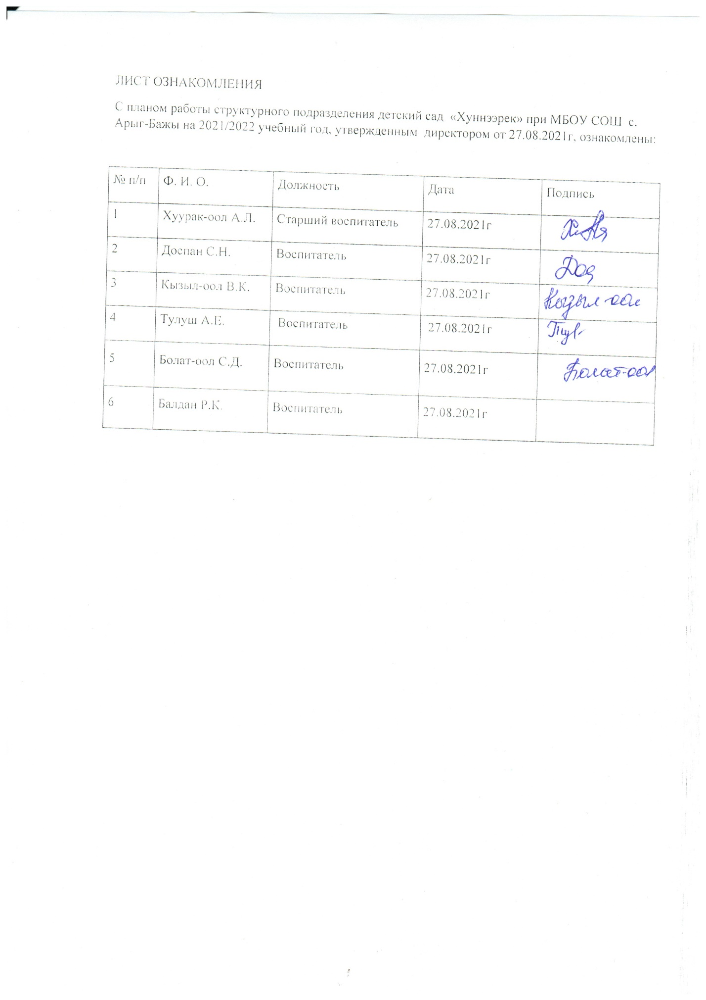 ЛИСТ ОЗНАКОМЛЕНИЯ
С планом работы структурного подразделения детский сад «Хуннээрек» при МБОУ СОШ с.
Арыг-Бажы на 2021/2022 учебный год, утвержденным директором от 27.08.2021г, ознакомлены:
№ п/п Ф. И. О. Должность Дата Подпись
1 Хуурак-оол А.Л. Старший воспитатель 27.08.2021г
2 Доспан С.Н. Воспитатель 27.08.2021г
3 Кызыл-оол В.К. Воспитатель 27.08.2021г Кызыл-оол
4 Тулуш А.Е. Воспитатель 27.08.2021г
5 Болат-оол С.Д. Воспитатель 27.08.2021г Болат-оол
6 Балдан Р.К. Воспитатель 27.08.2021г